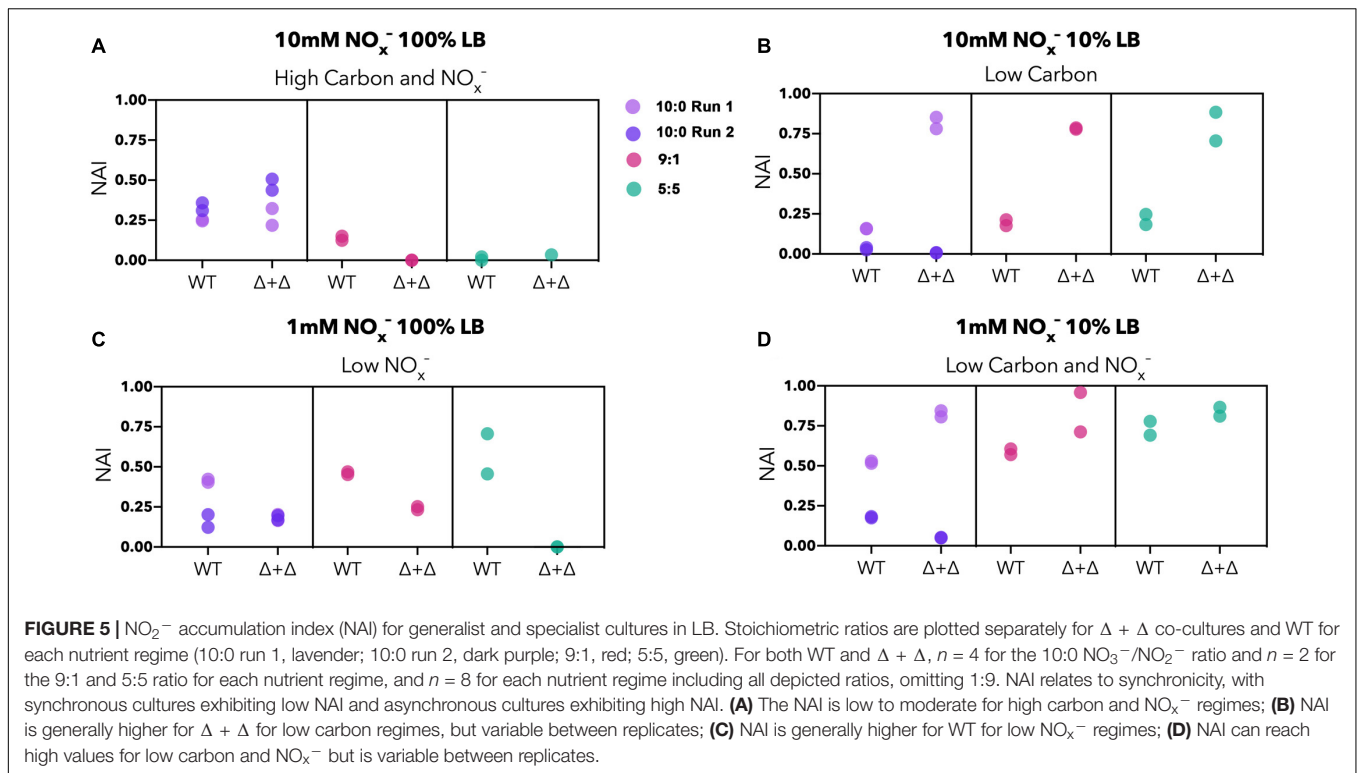 A
10mM NOx⁻ 100% LB
High Carbon and NOx⁻
1.00
0.75
0.50
0.25
0.00
NAI
WT Δ+Δ WT Δ+Δ WT Δ+Δ
10:0 Run 1
10:0 Run 2
9:1
5:5
B
10mM NOx⁻ 10% LB
Low Carbon
1.00
0.75
0.50
0.25
0.00
NAI
WT Δ+Δ WT Δ+Δ WT Δ+Δ
C
1mM NOx⁻ 100% LB
Low NOx⁻
1.00
0.75
0.50
0.25
0.00
NAI
WT Δ+Δ WT Δ+Δ WT Δ+Δ
D
1mM NOx⁻ 10% LB
Low Carbon and NOx⁻
1.00
0.75
0.50
0.25
0.00
NAI
WT Δ+Δ WT Δ+Δ WT Δ+Δ
FIGURE 5 | NO₂⁻ accumulation index (NAI) for generalist and specialist cultures in LB. Stoichiometric ratios are plotted separately for Δ + Δ co-cultures and WT for
each nutrient regime (10:0 run 1, lavender; 10:0 run 2, dark purple; 9:1, red; 5:5, green). For both WT and Δ + Δ, n = 4 for the 10:0 NO₃⁻/NO₂⁻ ratio and n = 2 for
the 9:1 and 5:5 ratio for each nutrient regime, and n = 8 for each nutrient regime including all depicted ratios, omitting 1:9. NAI relates to synchronicity, with
synchronous cultures exhibiting low NAI and asynchronous cultures exhibiting high NAI. (A) The NAI is low to moderate for high carbon and NOx⁻ regimes; (B) NAI
is generally higher for Δ + Δ for low carbon regimes, but variable between replicates; (C) NAI is generally higher for WT for low NOx⁻ regimes; (D) NAI can reach
high values for low carbon and NOx⁻ but is variable between replicates.